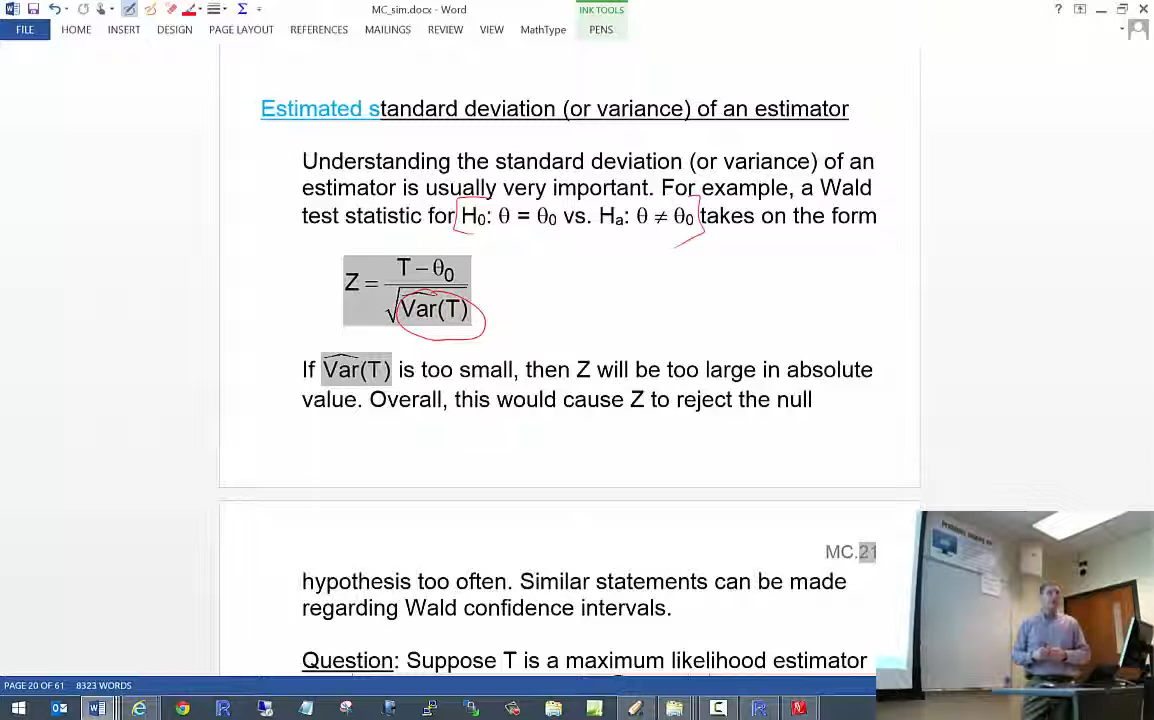 MC_sim.docx - Word
INK TOOLS
FILE HOME INSERT DESIGN PAGE LAYOUT REFERENCES MAILINGS REVIEW VIEW MathType PENS
Estimated standard deviation (or variance) of an estimator
Understanding the standard deviation (or variance) of an
estimator is usually very important. For example, a Wald
test statistic for H₀: θ = θ₀ vs. Hₐ: θ ≠ θ₀ takes on the form
Z = (T − θ₀) / √V̂ar(T)
If V̂ar(T) is too small, then Z will be too large in absolute
value. Overall, this would cause Z to reject the null
MC.21
hypothesis too often. Similar statements can be made
regarding Wald confidence intervals.
Question: Suppose T is a maximum likelihood estimator
PAGE 20 OF 61 8323 WORDS